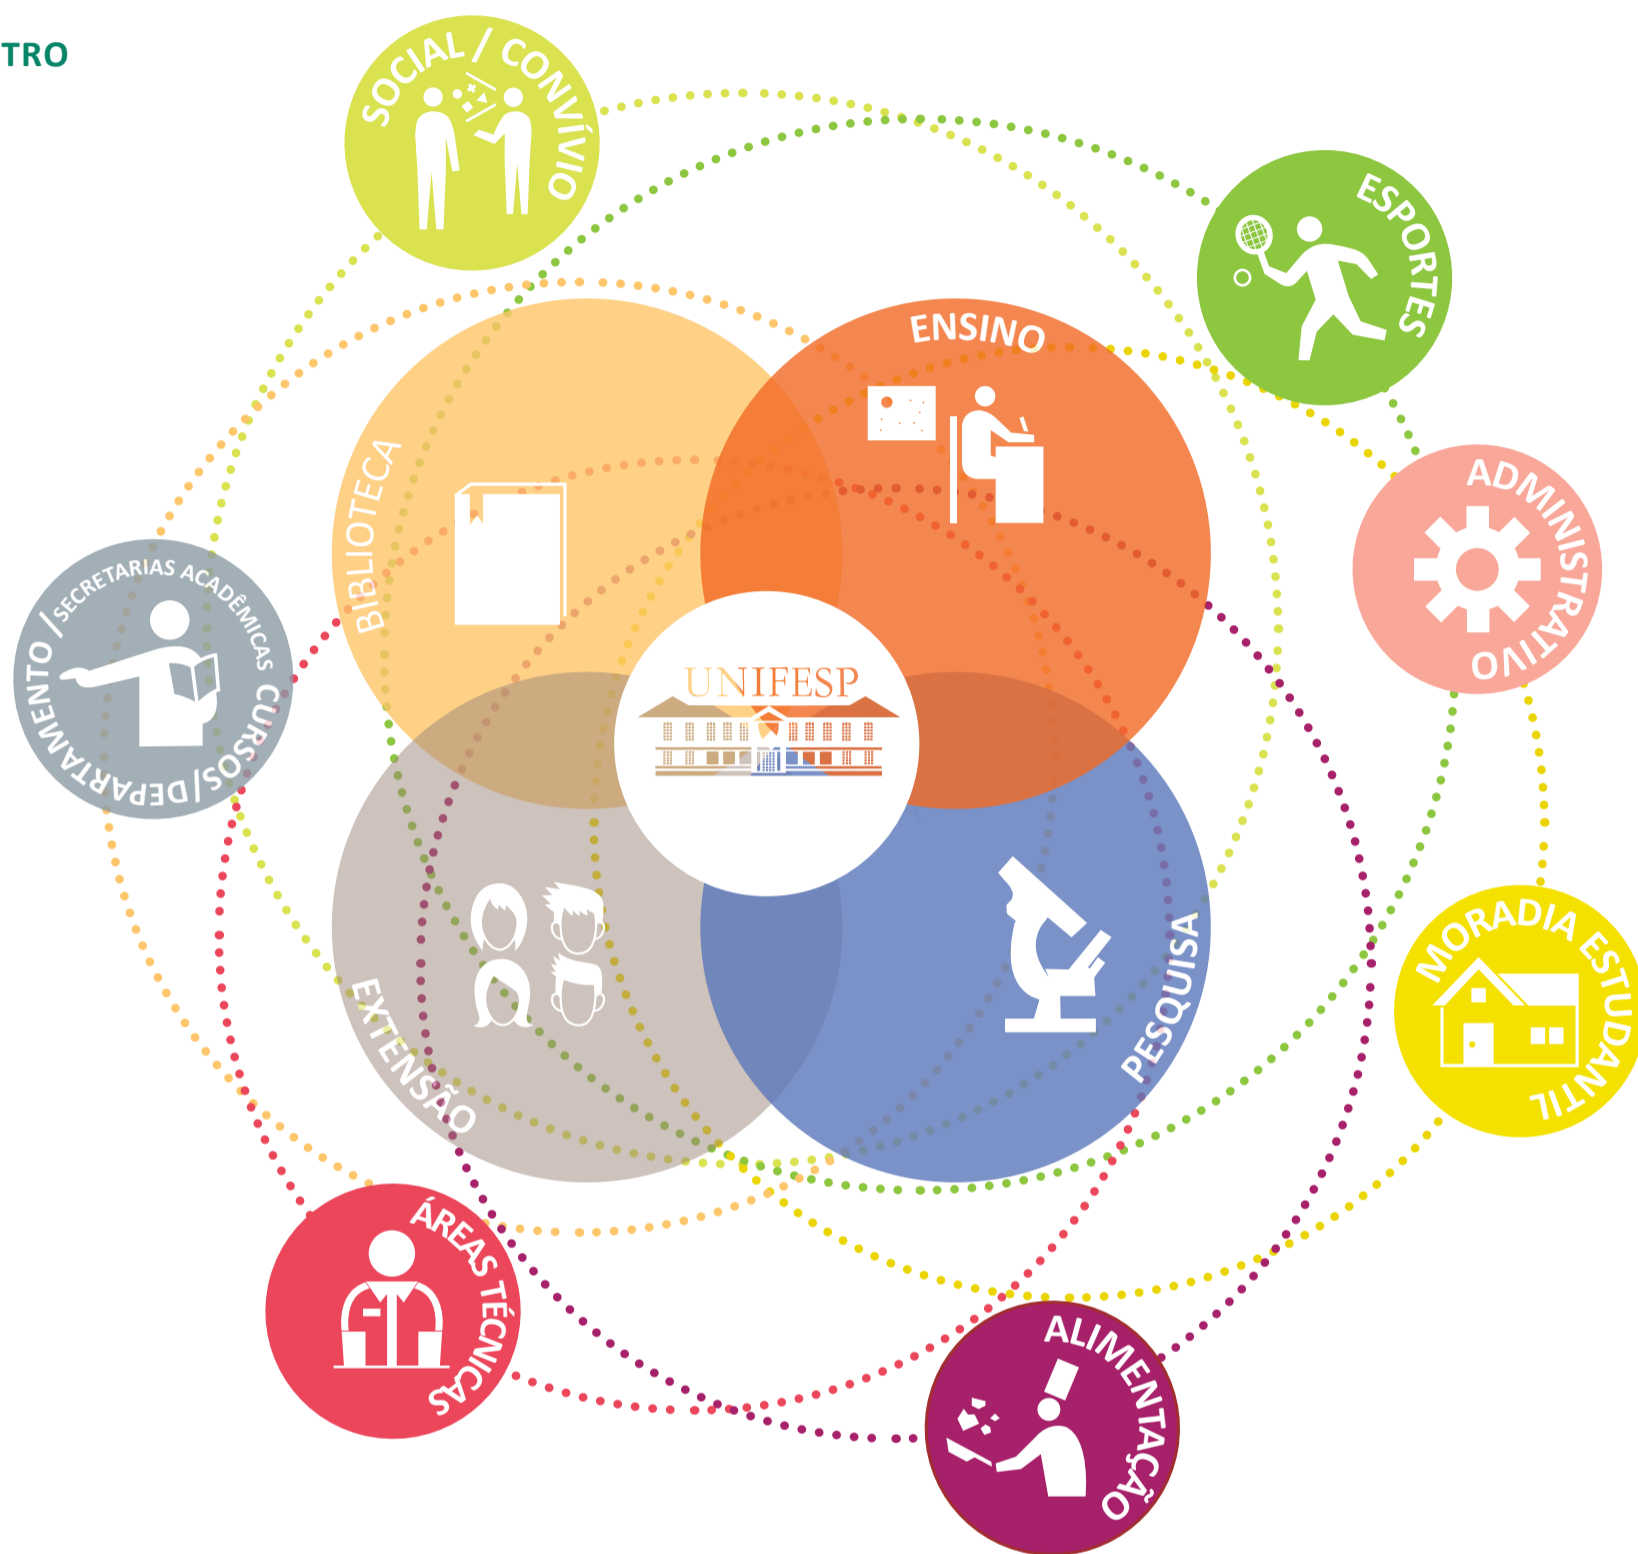 TRO
SOCIAL / CONVÍVIO
ESPORTES
ENSINO
BIBLIOTECA
ADMINISTRATIVO
SECRETARIAS ACADÊMICAS
CURSOS/DEPARTAMENTO /
UNIFESP
MORADIA ESTUDANTIL
PESQUISA
EXTENSÃO
ÁREAS TÉCNICAS
ALIMENTAÇÃO